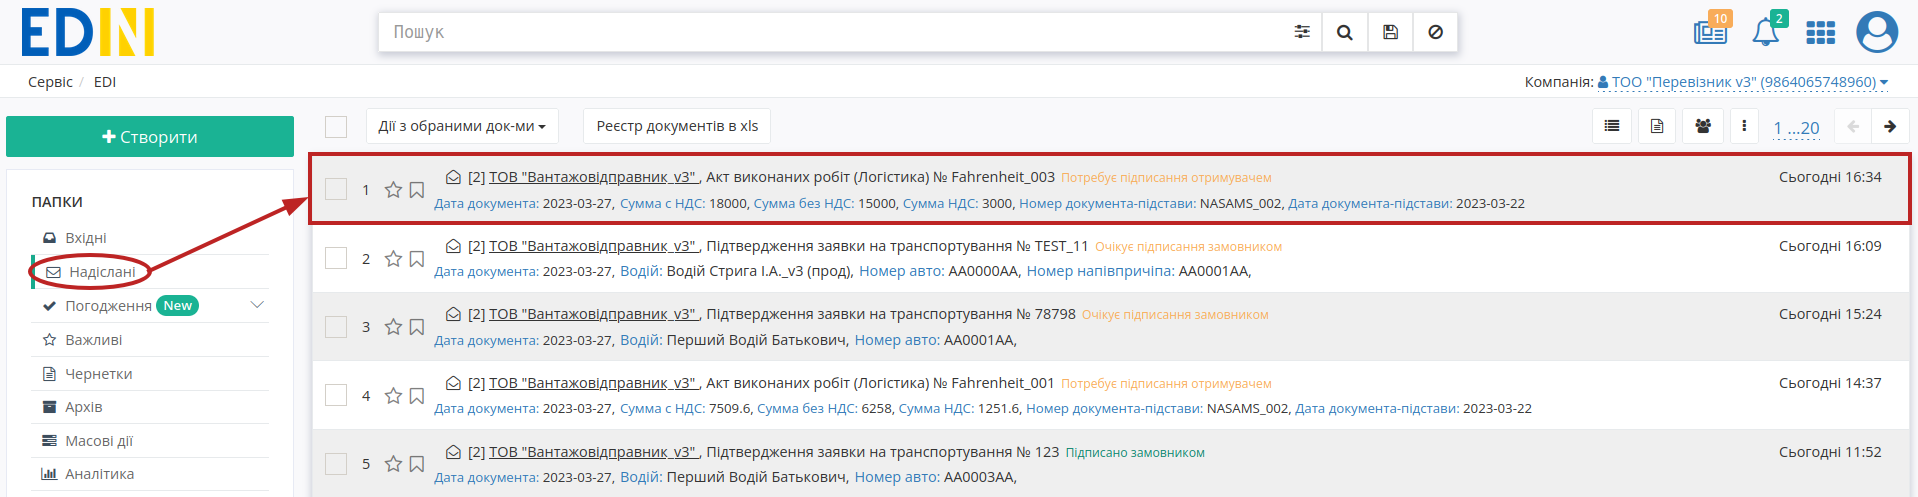 EDIN
Пошук
10
2
Сервіс / EDI
Компанія: ТОО "Перевізник v3" (9864065748960)
Створити
Дії з обраними док-ми
Реєстр документів в xls
1 ...20
ПАПКИ
Вхідні
Надіслані
Погодження New
Важливі
Чернетки
Архів
Масові дії
Аналітика
1 [2] ТОВ "Вантажовідправник_v3" , Акт виконаних робіт (Логістика) № Fahrenheit_003 Потребує підписання отримувачем Сьогодні 16:34
Дата документа: 2023-03-27, Сумма с НДС: 18000, Сумма без НДС: 15000, Сумма НДС: 3000, Номер документа-підстави: NASAMS_002, Дата документа-підстави: 2023-03-22
2 [2] ТОВ "Вантажовідправник_v3" , Підтвердження заявки на транспортування № TEST_11 Очікує підписання замовником Сьогодні 16:09
Дата документа: 2023-03-27, Водій: Водій Стрига І.А._v3 (прод), Номер авто: АА0000АА, Номер напівпричіпа: АА0001АА,
3 [2] ТОВ "Вантажовідправник_v3" , Підтвердження заявки на транспортування № 78798 Очікує підписання замовником Сьогодні 15:24
Дата документа: 2023-03-27, Водій: Перший Водій Батькович, Номер авто: АА0001АА,
4 [2] ТОВ "Вантажовідправник_v3" , Акт виконаних робіт (Логістика) № Fahrenheit_001 Потребує підписання отримувачем Сьогодні 14:37
Дата документа: 2023-03-27, Сумма с НДС: 7509.6, Сумма без НДС: 6258, Сумма НДС: 1251.6, Номер документа-підстави: NASAMS_002, Дата документа-підстави: 2023-03-22
5 [2] ТОВ "Вантажовідправник_v3" , Підтвердження заявки на транспортування № 123 Підписано замовником Сьогодні 11:52
Дата документа: 2023-03-27, Водій: Перший Водій Батькович, Номер авто: АА0003АА,